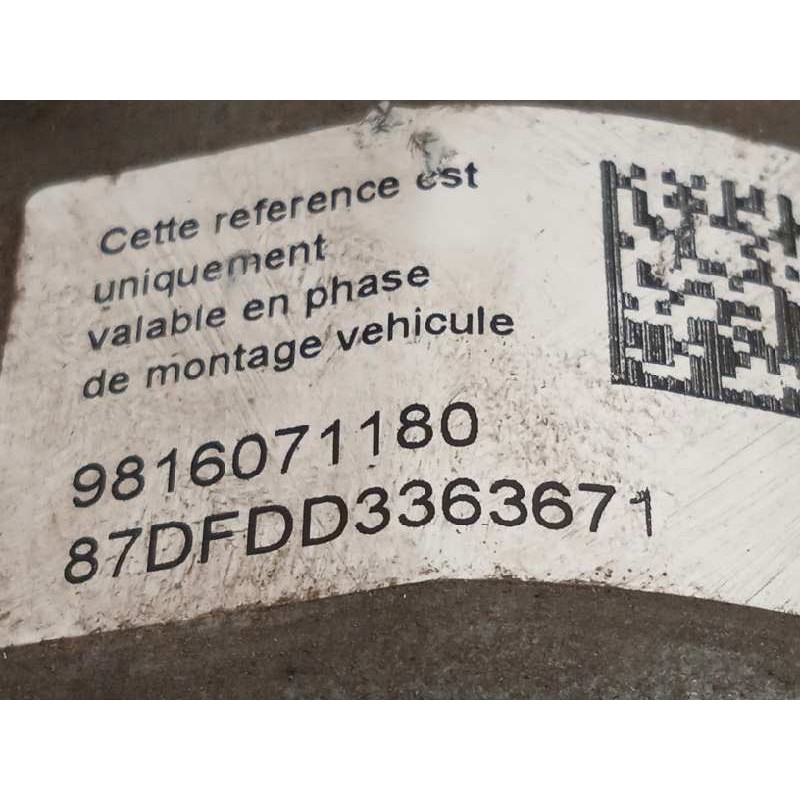 Cette reference est
uniquement
valable en phase
de montage vehicule
9816071180
87DFDD3363671